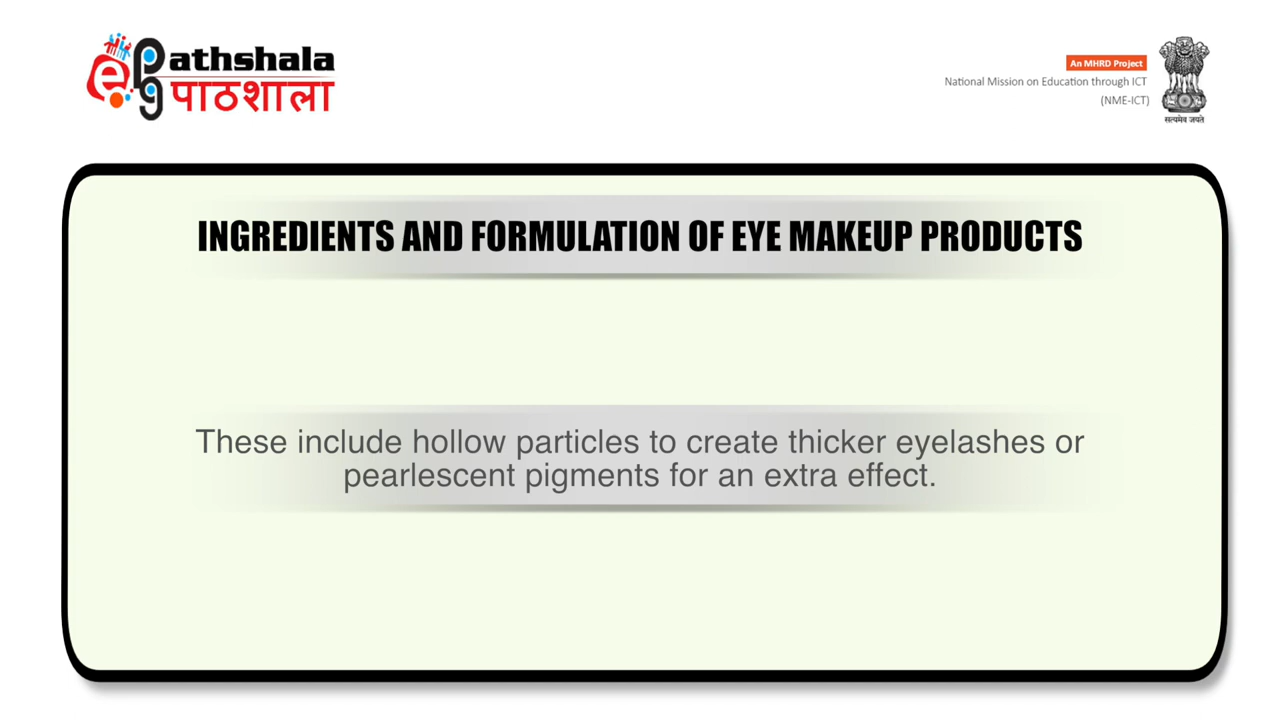 e pg Pathshala
पाठशाला
An MHRD Project
National Mission on Education through ICT
(NME-ICT)
सत्यमेव जयते
INGREDIENTS AND FORMULATION OF EYE MAKEUP PRODUCTS
These include hollow particles to create thicker eyelashes or
pearlescent pigments for an extra effect.